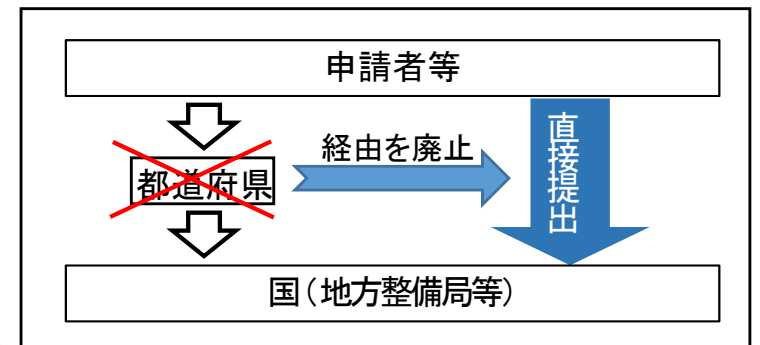 申請者等
経由を廃止
都道府県
直接提出
国（地方整備局等）